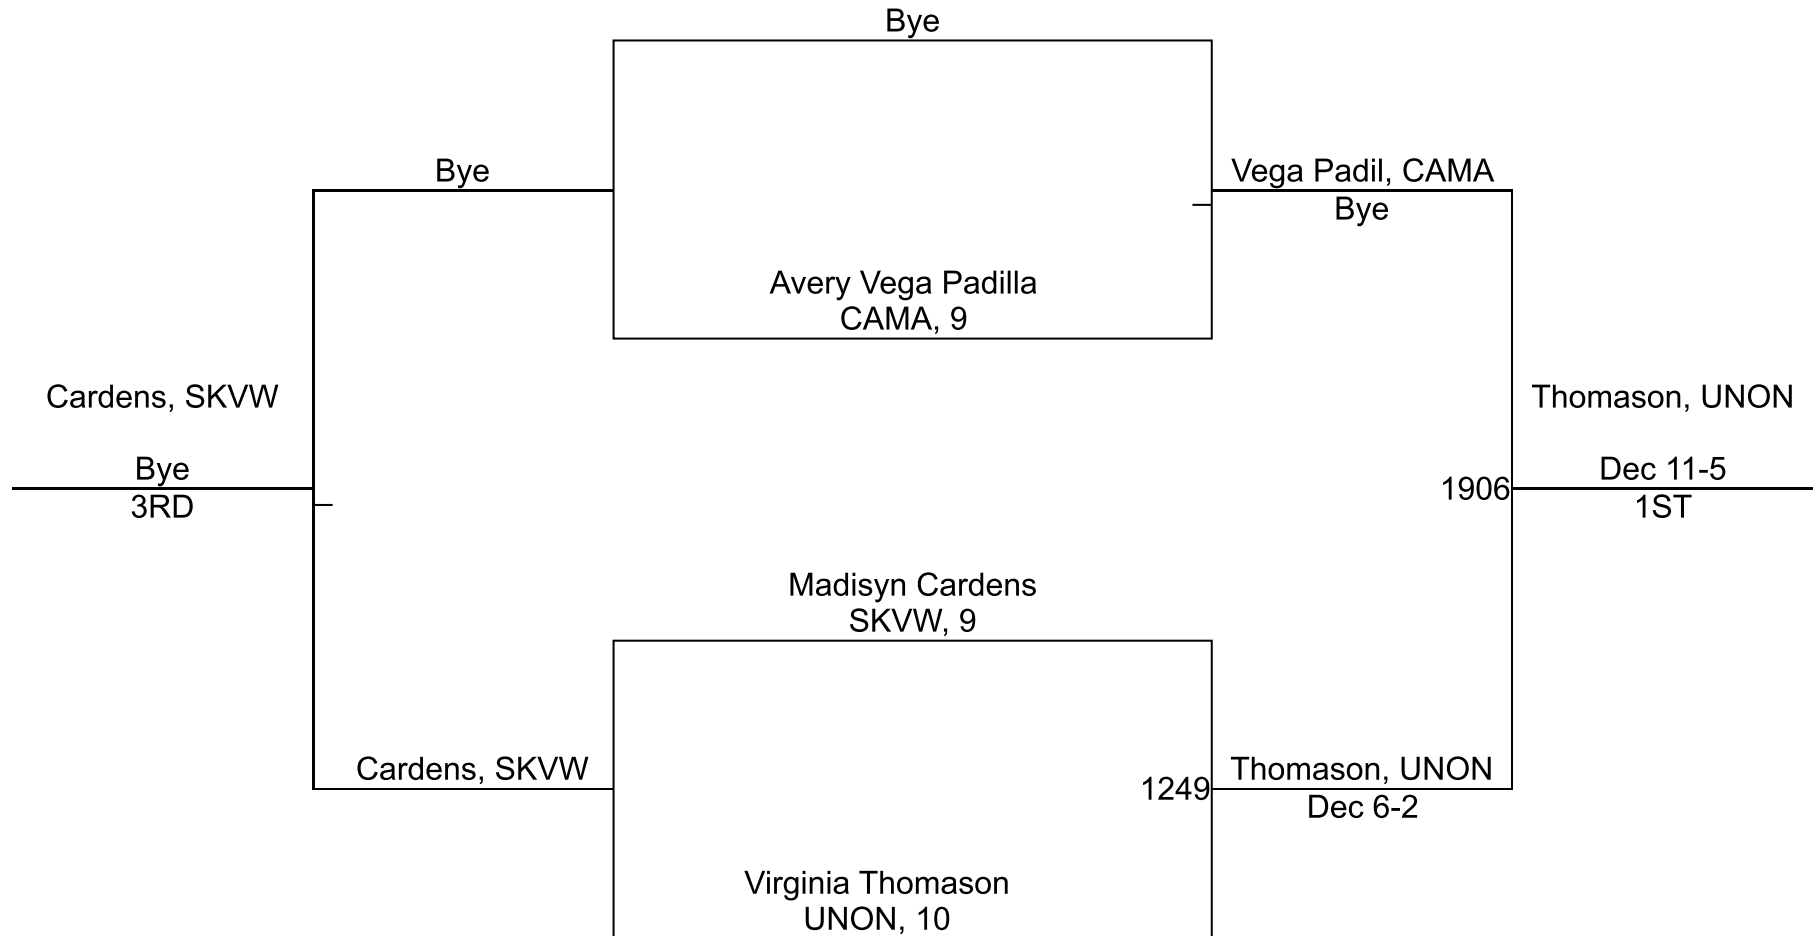 Bye
Bye
Vega Padil, CAMA
Bye
Avery Vega Padilla
CAMA, 9
Cardens, SKVW
Thomason, UNON
Bye
3RD
1906
Dec 11-5
1ST
Madisyn Cardens
SKVW, 9
Cardens, SKVW
1249
Thomason, UNON
Dec 6-2
Virginia Thomason
UNON, 10